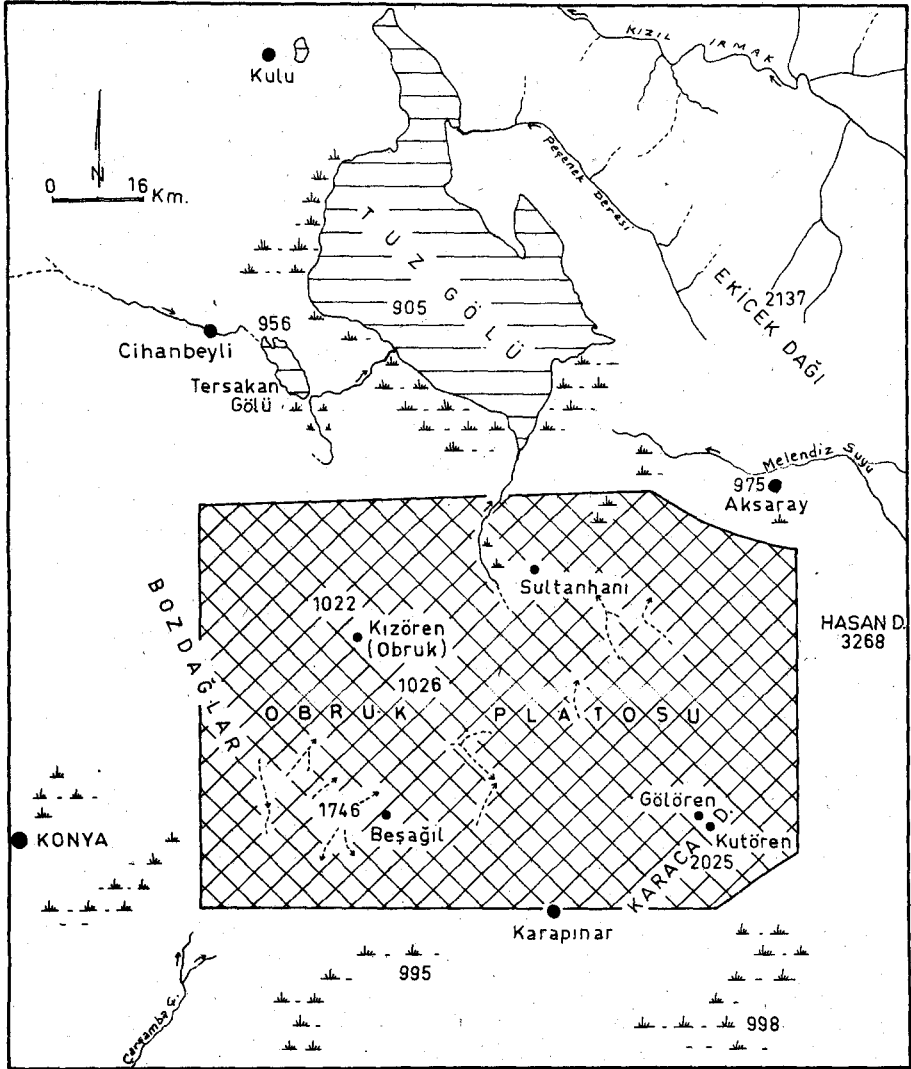 KIZIL IRMAK
Kulu
N
0 16 Km.
Peçenek Deresi
TUZ GÖLÜ
905
EKİCEK DAĞI
2137
956
Cihanbeyli
Tersakan
Gölü
Melendiz Suyu
975
Aksaray
Sultanhanı
BOZDAĞLAR
1022
Kızören
(Obruk)
1026
HASAN D.
3268
OBRUK PLATOSU
1746
Beşağıl
Gölören
Kutören
KARACA D.
2025
KONYA
Karapınar
995
998
Çarşamba Ç.